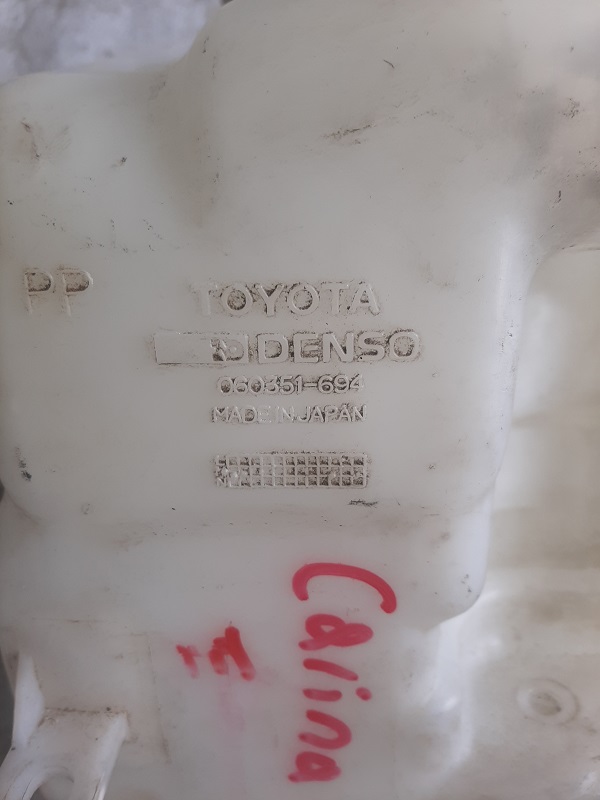 PP
TOYOTA
DENSO
060351-694
MADE IN JAPAN
Carina